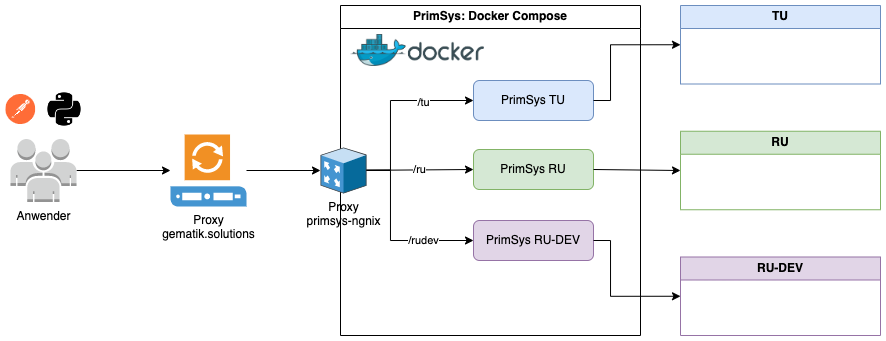 PrimSys: Docker Compose
docker
TU
/tu
PrimSys TU
RU
/ru
PrimSys RU
Anwender
Proxy
gematik.solutions
Proxy
primsys-ngnix
/rudev
PrimSys RU-DEV
RU-DEV